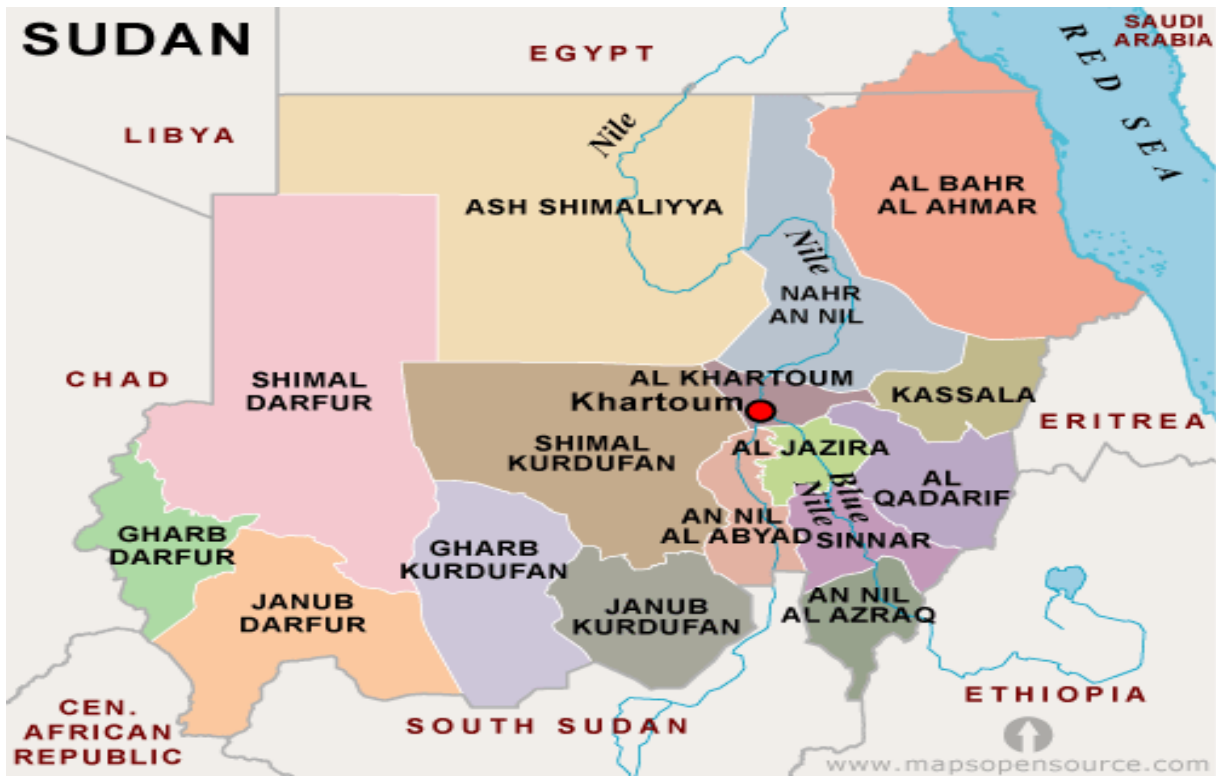 SUDAN
SAUDI
ARABIA
EGYPT
RED SEA
LIBYA
Nile
ASH SHIMALIYYA
AL BAHR
AL AHMAR
Nile
NAHR
AN NIL
CHAD
SHIMAL
DARFUR
AL KHARTOUM
Khartoum
KASSALA
ERITREA
SHIMAL
KURDUFAN
AL JAZIRA
AL
QADARIF
Blue
Nile
GHARB
DARFUR
GHARB
KURDUFAN
AN NIL
AL ABYAD
SINNAR
JANUB
DARFUR
JANUB
KURDUFAN
AN NIL
AL AZRAQ
CEN.
AFRICAN
REPUBLIC
SOUTH SUDAN
ETHIOPIA
www.mapsopensource.com